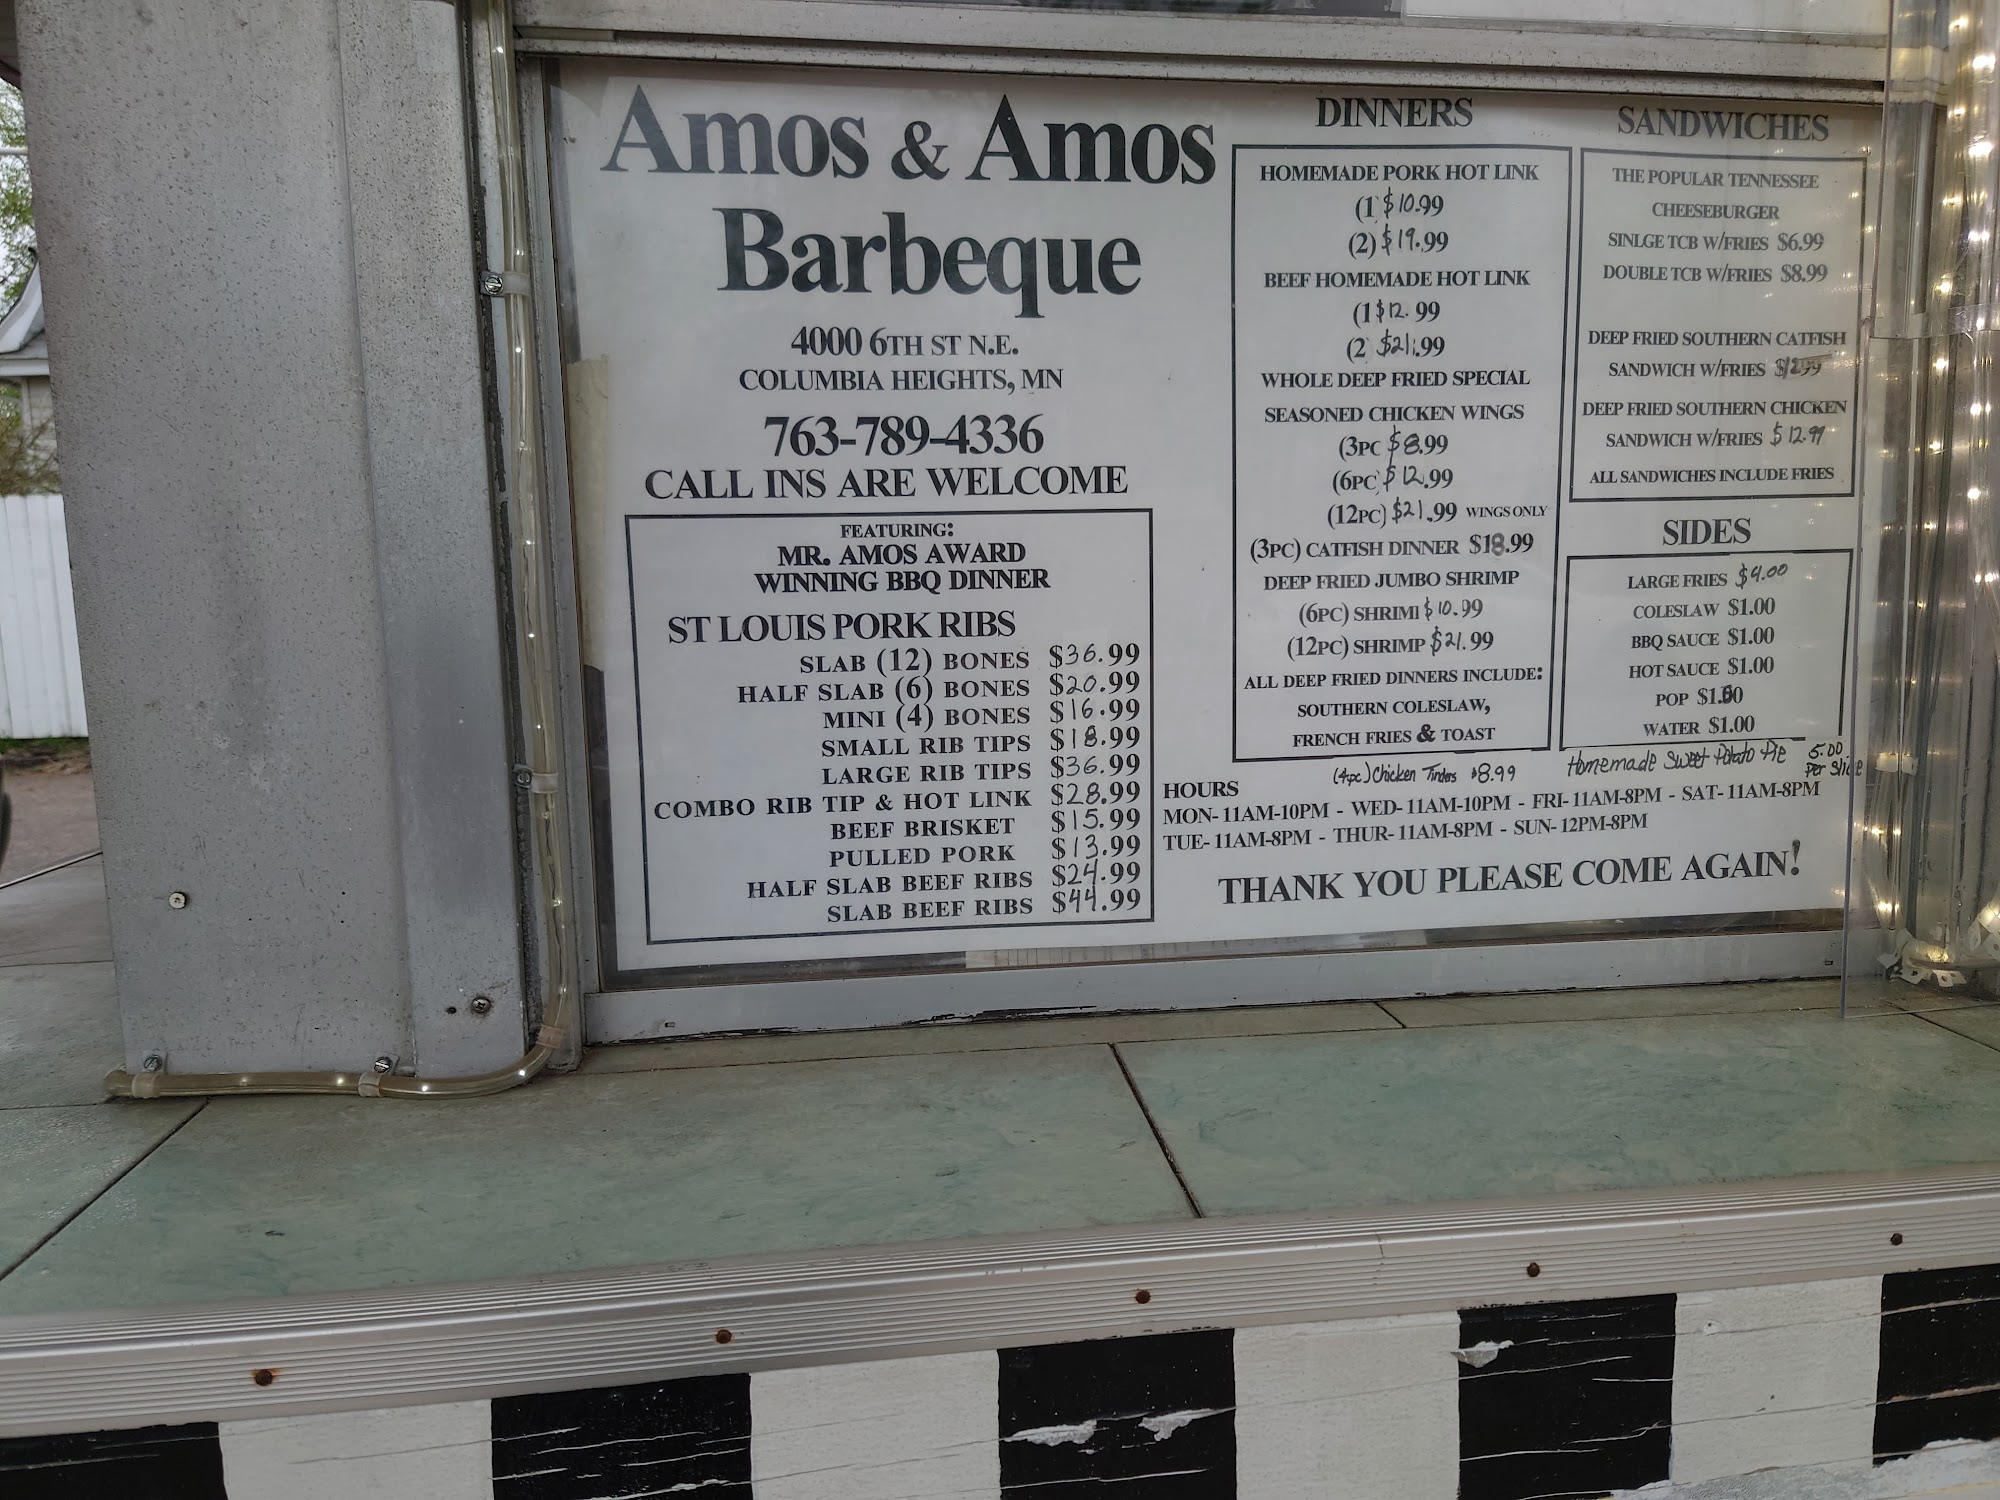 Amos & Amos
Barbeque
4000 6TH ST N.E.
COLUMBIA HEIGHTS, MN
763-789-4336
CALL INS ARE WELCOME
FEATURING:
MR. AMOS AWARD
WINNING BBQ DINNER
ST LOUIS PORK RIBS
SLAB (12) BONES $36.99
HALF SLAB (6) BONES $20.99
MINI (4) BONES $16.99
SMALL RIB TIPS $18.99
LARGE RIB TIPS $36.99
COMBO RIB TIP & HOT LINK $28.99
BEEF BRISKET $15.99
PULLED PORK $13.99
HALF SLAB BEEF RIBS $24.99
SLAB BEEF RIBS $44.99
DINNERS
HOMEMADE PORK HOT LINK
(1 $10.99
(2) $19.99
BEEF HOMEMADE HOT LINK
(1 $12.99
(2 $21.99
WHOLE DEEP FRIED SPECIAL
SEASONED CHICKEN WINGS
(3PC $8.99
(6PC $12.99
(12PC) $21.99 WINGS ONLY
(3PC) CATFISH DINNER $18.99
DEEP FRIED JUMBO SHRIMP
(6PC) SHRIMI $10.99
(12PC) SHRIMP $21.99
ALL DEEP FRIED DINNERS INCLUDE:
SOUTHERN COLESLAW,
FRENCH FRIES & TOAST
(4pc) Chicken Tinders $8.99
SANDWICHES
THE POPULAR TENNESSEE
CHEESEBURGER
SINLGE TCB W/FRIES $6.99
DOUBLE TCB W/FRIES $8.99
DEEP FRIED SOUTHERN CATFISH
SANDWICH W/FRIES $12.99
DEEP FRIED SOUTHERN CHICKEN
SANDWICH W/FRIES $12.99
ALL SANDWICHES INCLUDE FRIES
SIDES
LARGE FRIES $4.00
COLESLAW $1.00
BBQ SAUCE $1.00
HOT SAUCE $1.00
POP
WATER $1.00
Homemade Sweet Potato Pie 5.00
Per Slice
HOURS
MON- 11AM-10PM - WED- 11AM-10PM - FRI- 11AM-8PM - SAT- 11AM-8PM
TUE- 11AM-8PM - THUR- 11AM-8PM - SUN- 12PM-8PM
THANK YOU PLEASE COME AGAIN!